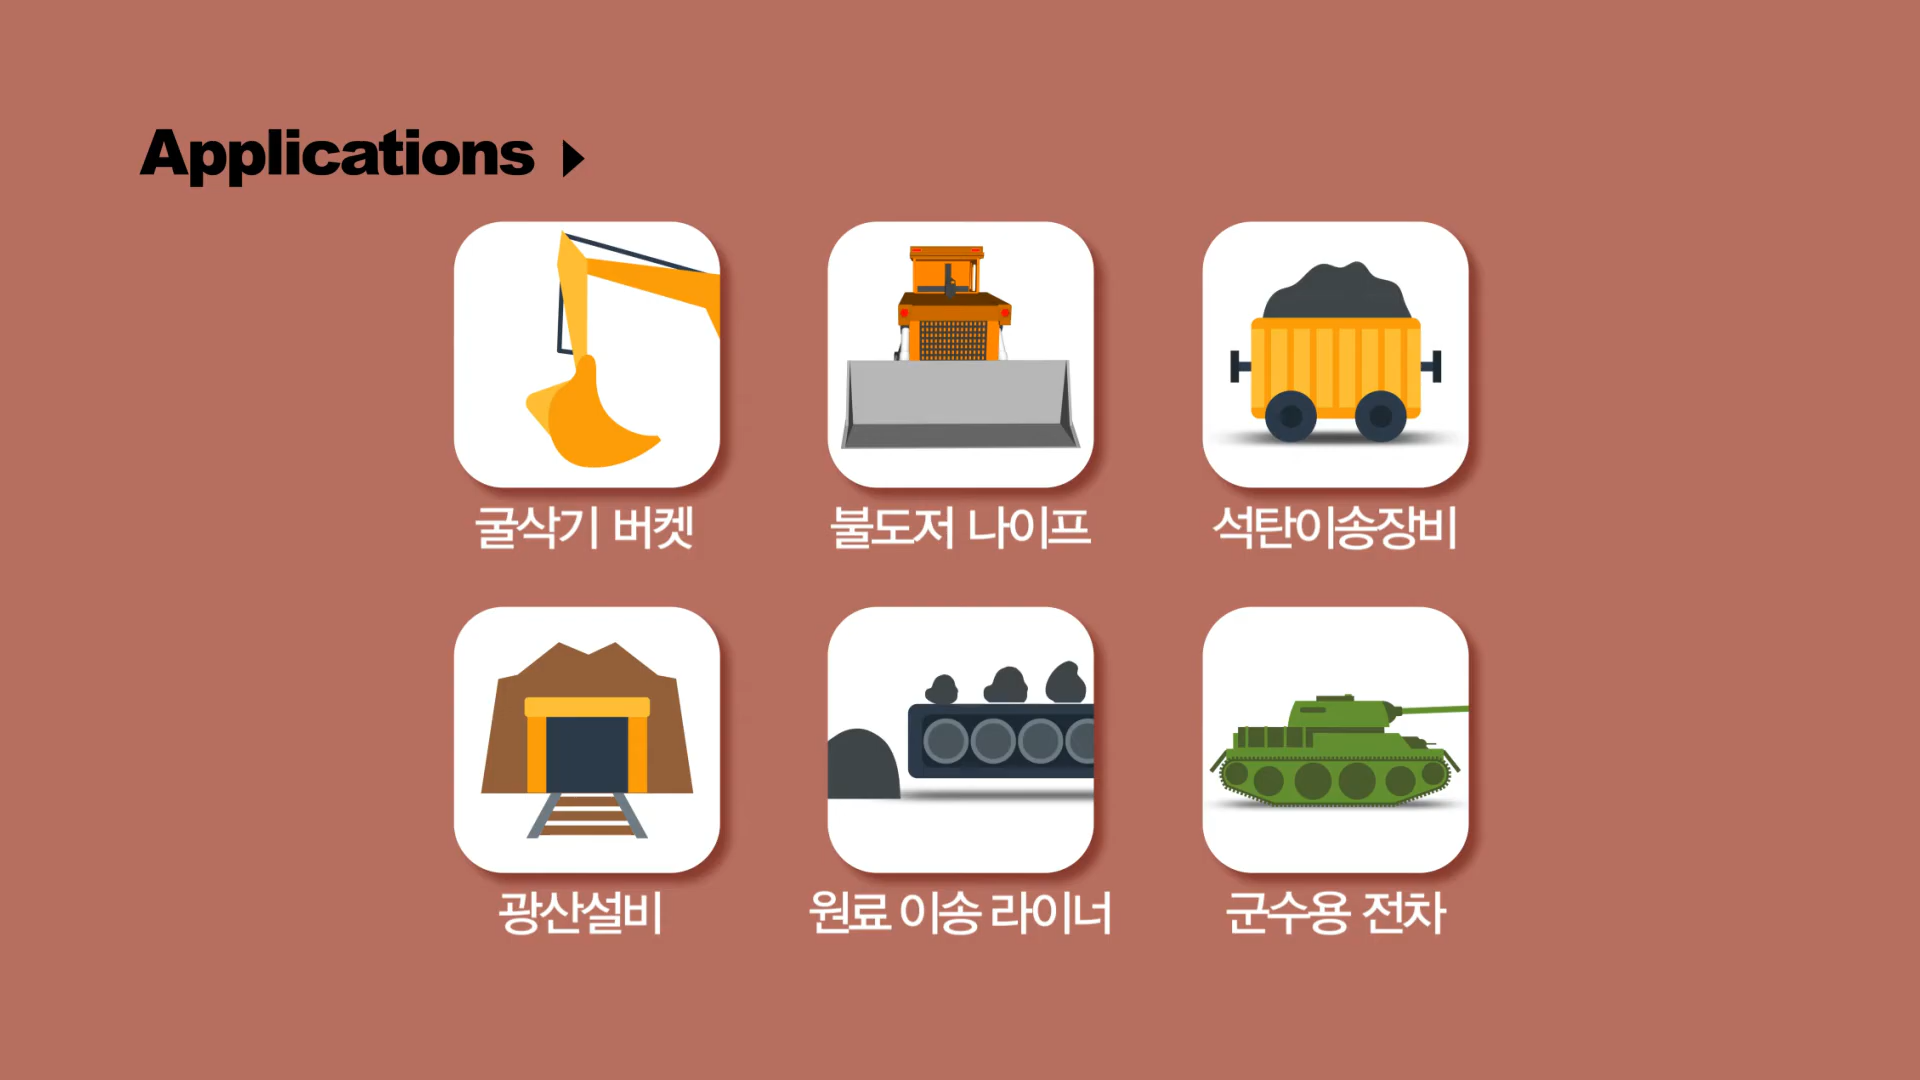 Applications
굴삭기 버켓
불도저 나이프
석탄이송장비
광산설비
원료 이송 라이너
군수용 전차